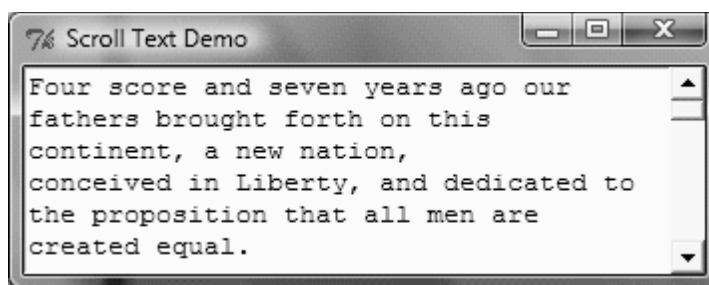 Scroll Text Demo
Four score and seven years ago our
fathers brought forth on this
continent, a new nation,
conceived in Liberty, and dedicated to
the proposition that all men are
created equal.